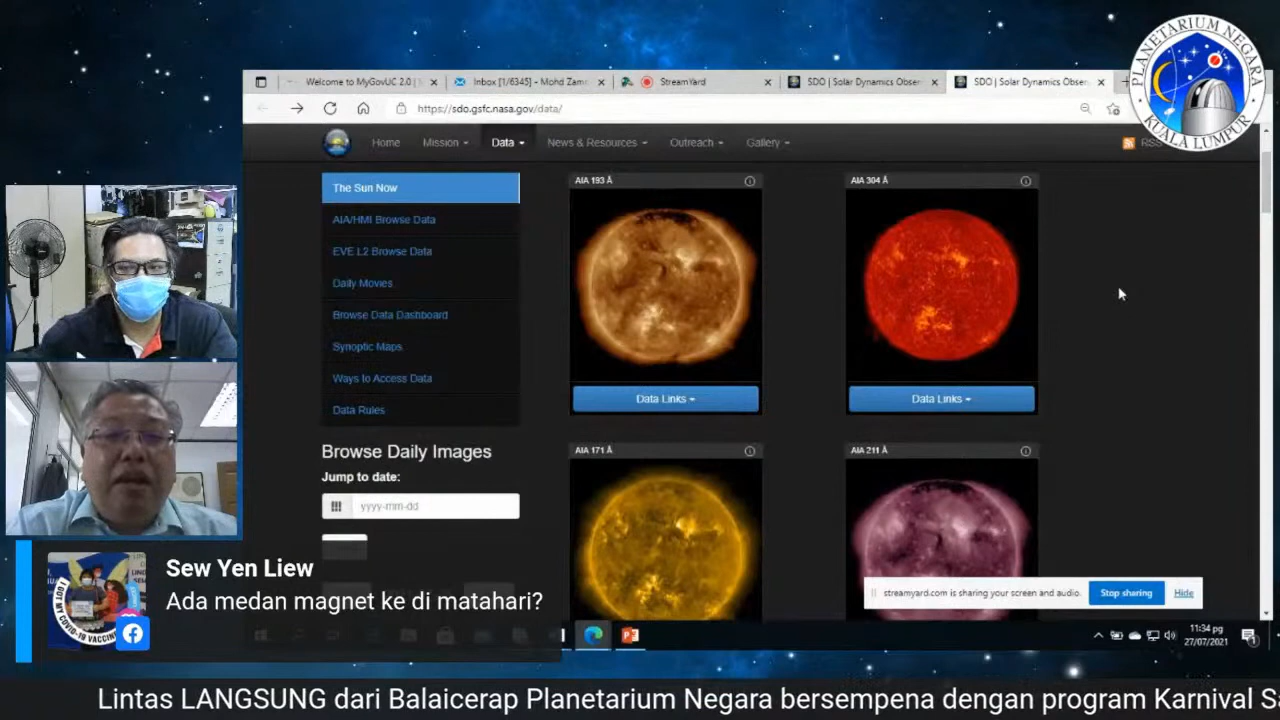 Welcome to MyGovUC 2.0 |
Inbox [1/6345] - Mohd Zam
StreamYard
SDO | Solar Dynamics Obser
SDO | Solar Dynamics Obser
PLANETARIUM NEGARA
KUALA LUMPUR
https://sdo.gsfc.nasa.gov/data/
Home
Mission
Data
News & Resources
Outreach
Gallery
RSS
The Sun Now
AIA/HMI Browse Data
EVE L2 Browse Data
Daily Movies
Browse Data Dashboard
Synoptic Maps
Ways to Access Data
Data Rules
Browse Daily Images
Jump to date:
yyyy-mm-dd
AIA 193 Å
AIA 304 Å
Data Links
Data Links
AIA 171 Å
AIA 211 Å
streamyard.com is sharing your screen and audio.
Stop sharing
Hide
I GOT MY COVID-19 VACCINE
Sew Yen Liew
Ada medan magnet ke di matahari?
11:34 pg
27/07/2021
Lintas LANGSUNG dari Balaicerap Planetarium Negara bersempena dengan program Karnival S